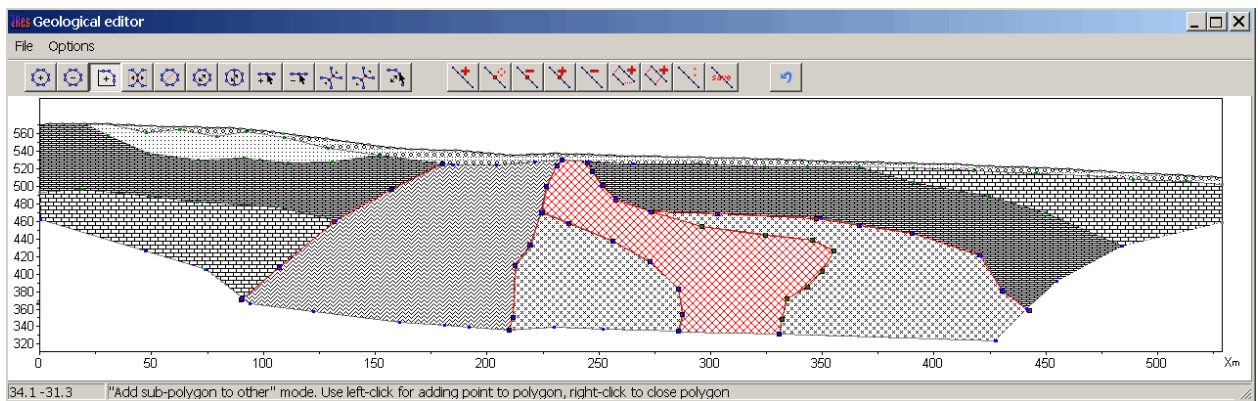 2Res Geological editor
File Options
save
560
540
520
500
480
460
440
420
400
380
360
340
320
0 50 100 150 200 250 300 350 400 450 500 Xm
34.1 -31.3 "Add sub-polygon to other" mode. Use left-click for adding point to polygon, right-click to close polygon